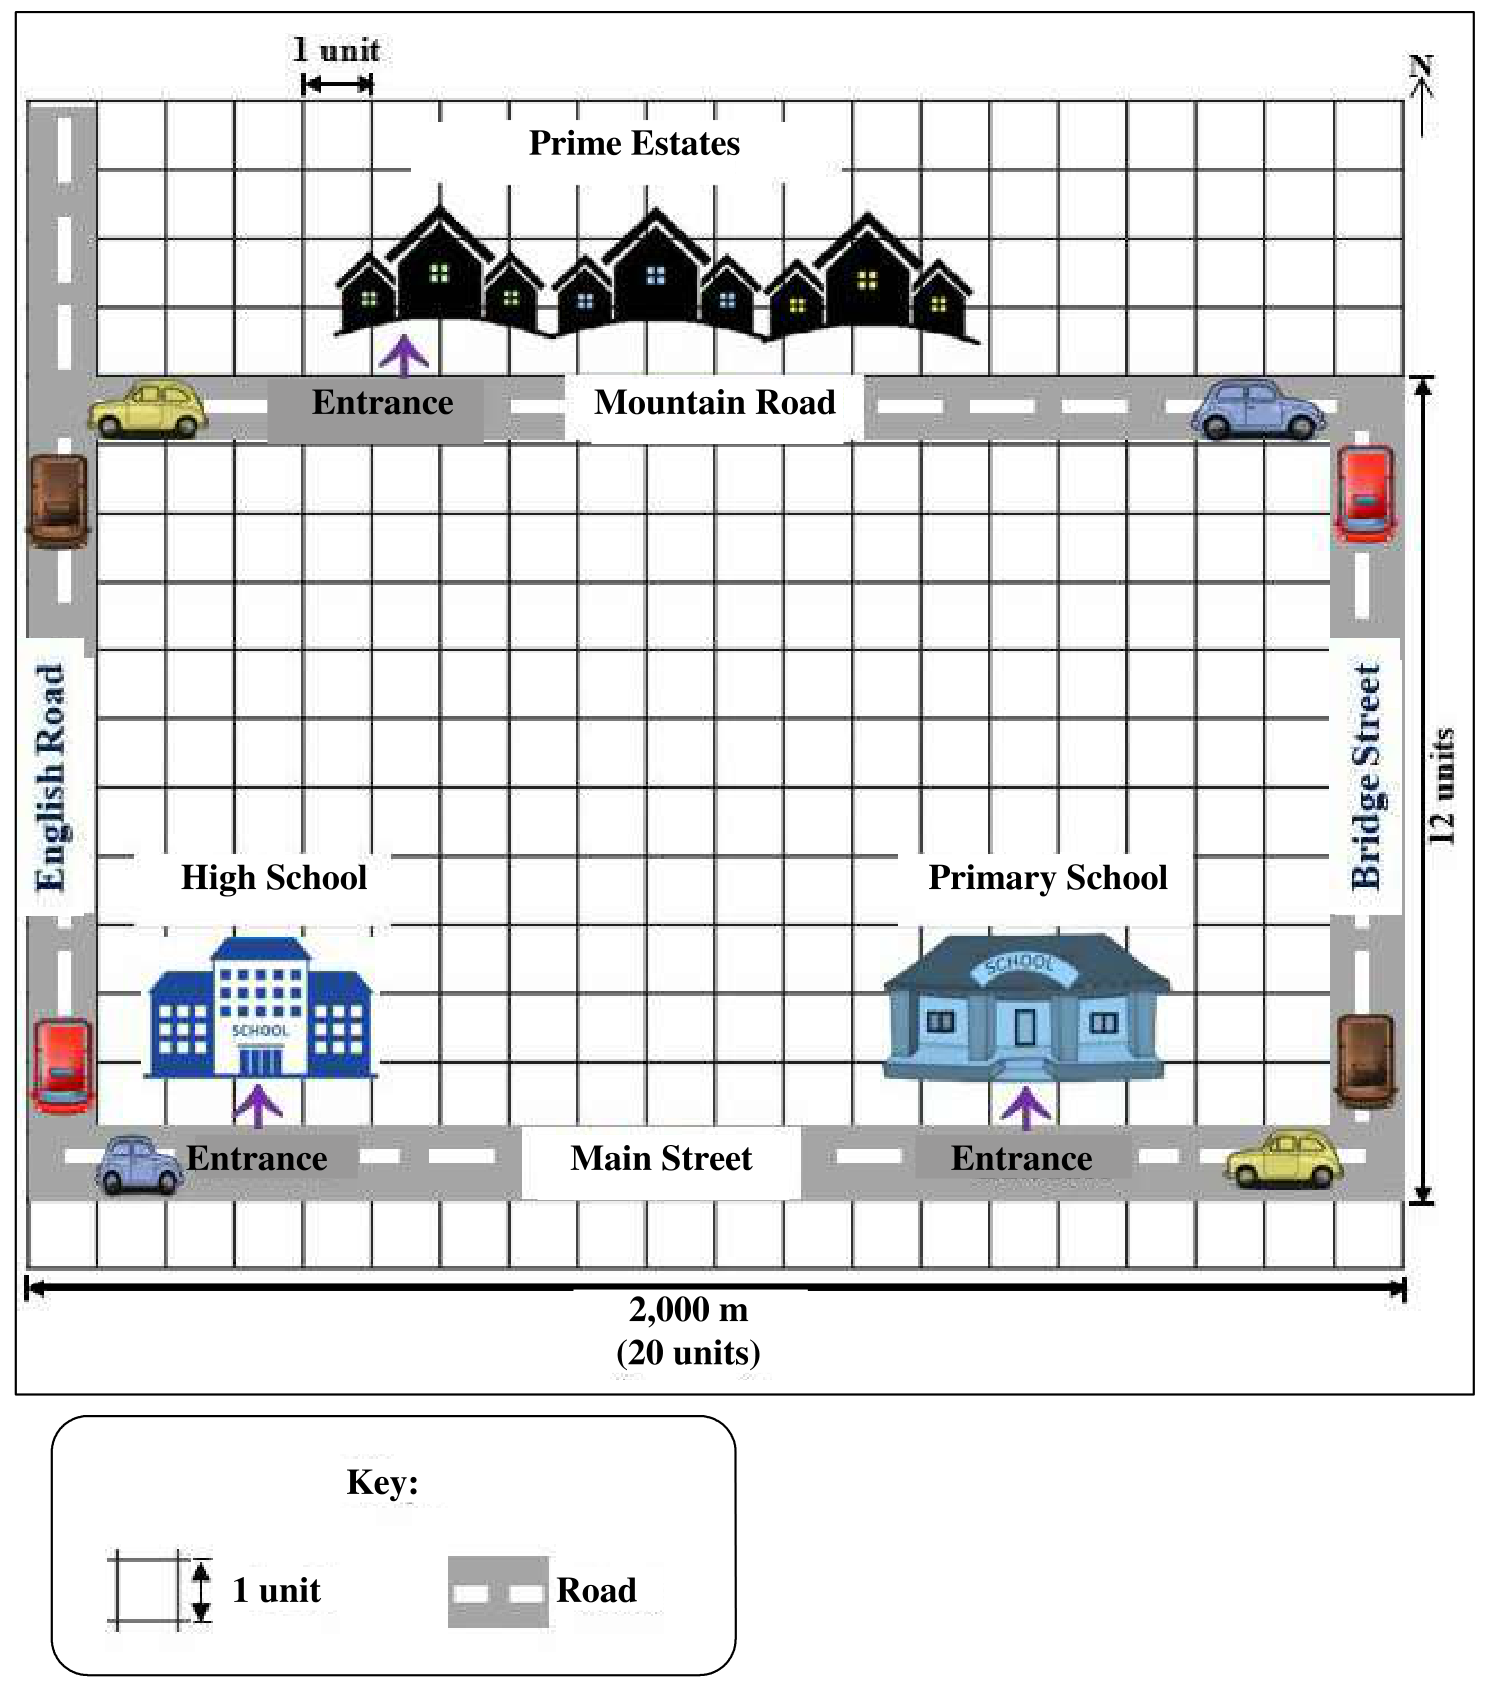 1 unit
N
Prime Estates
Entrance
Mountain Road
English Road
Bridge Street
12 units
High School
Primary School
SCHOOL
SCHOOL
Entrance
Main Street
Entrance
2,000 m
(20 units)
Key:
1 unit
Road